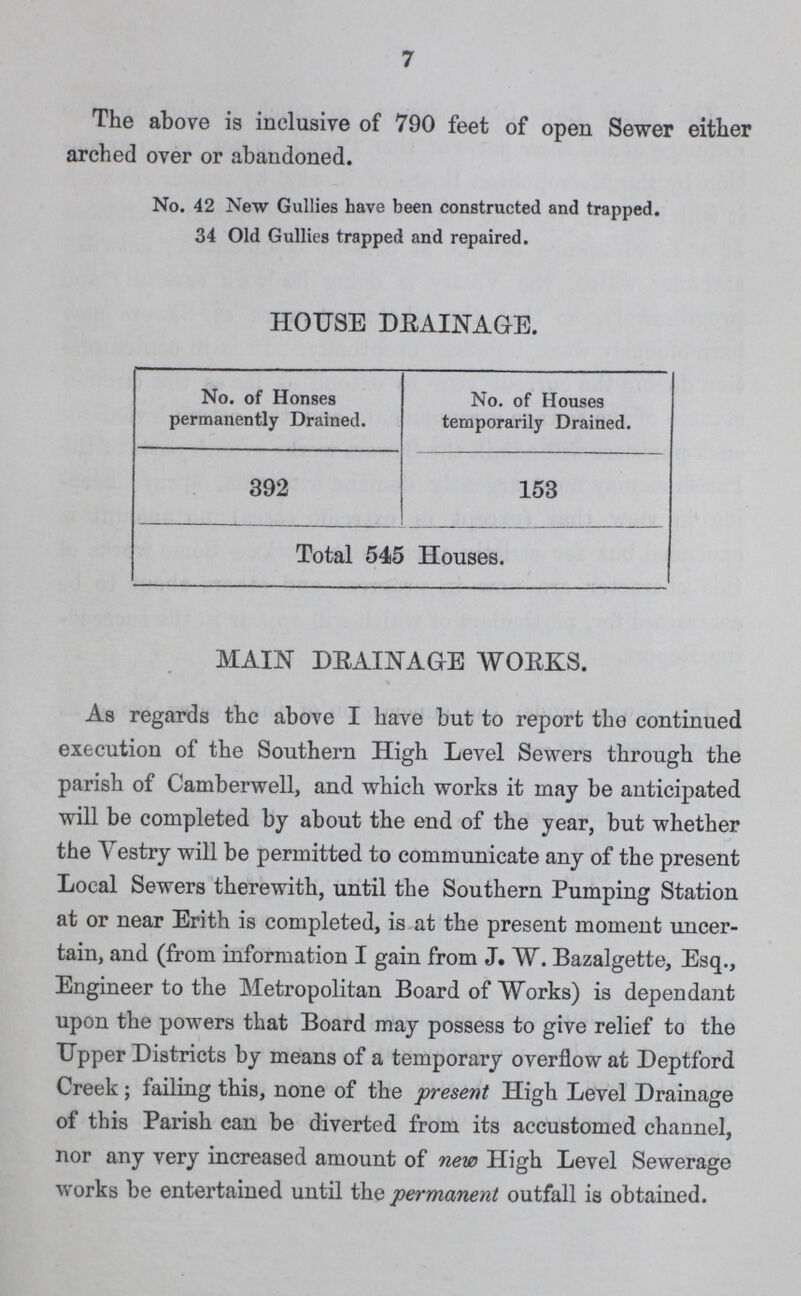 7
The above is inclusive of 790 feet of open Sewer either
arched over or abandoned.
No. 42 New Gullies have been constructed and trapped.
34 Old Gullies trapped and repaired.
HOUSE DRAINAGE.
No. of Honses
permanently Drained.
No. of Houses
temporarily Drained.
392
153
Total 545 Houses.
MAIN DRAINAGE WORKS.
As regards the above I have but to report the continued
execution of the Southern High Level Sewers through the
parish of Camberwell, and which works it may be anticipated
will be completed by about the end of the year, but whether
the Vestry will be permitted to communicate any of the present
Local Sewers therewith, until the Southern Pumping Station
at or near Erith is completed, is at the present moment uncer-
tain, and (from information I gain from J. W. Bazalgette, Esq.,
Engineer to the Metropolitan Board of Works) is dependant
upon the powers that Board may possess to give relief to the
Upper Districts by means of a temporary overflow at Deptford
Creek; failing this, none of the present High Level Drainage
of this Parish can be diverted from its accustomed channel,
nor any very increased amount of new High Level Sewerage
works be entertained until the permanent outfall is obtained.